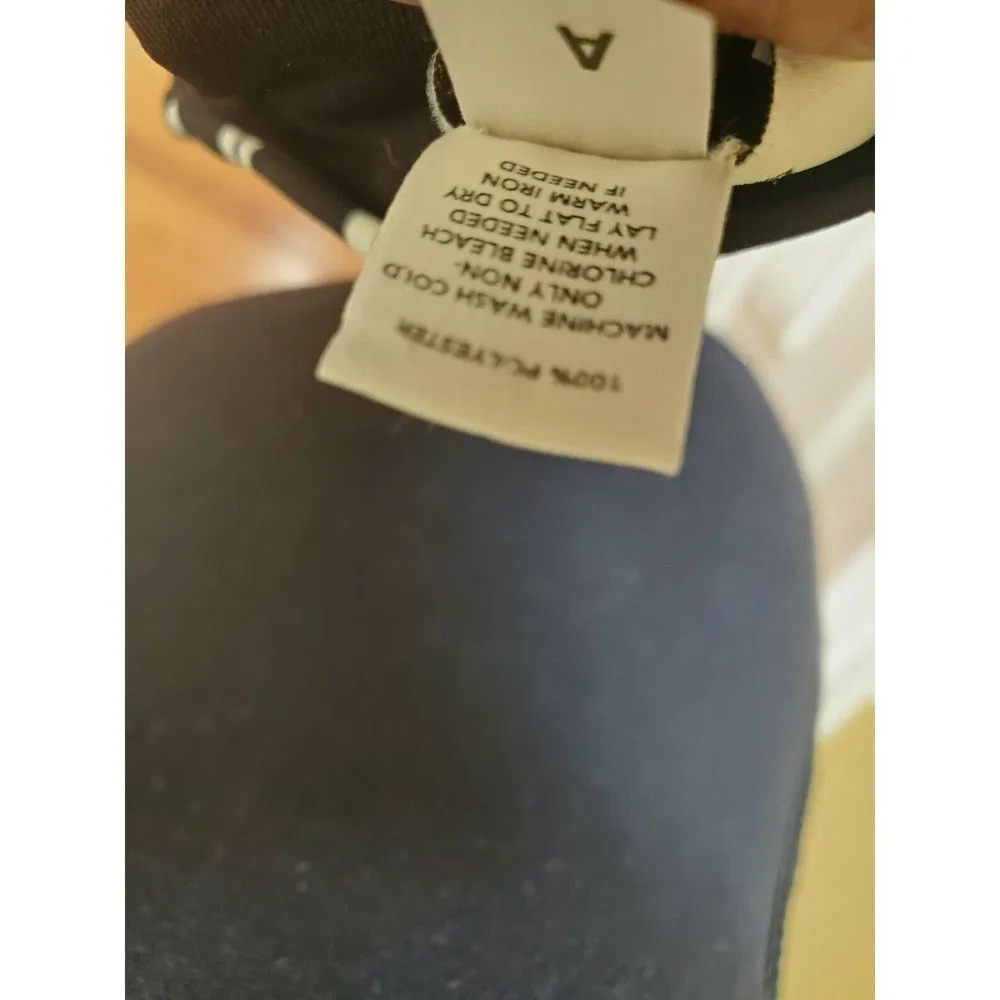 100% POLYESTER
MACHINE WASH COLD
ONLY NON-
CHLORINE BLEACH
WHEN NEEDED
LAY FLAT TO DRY
WARM IRON
IF NEEDED
A